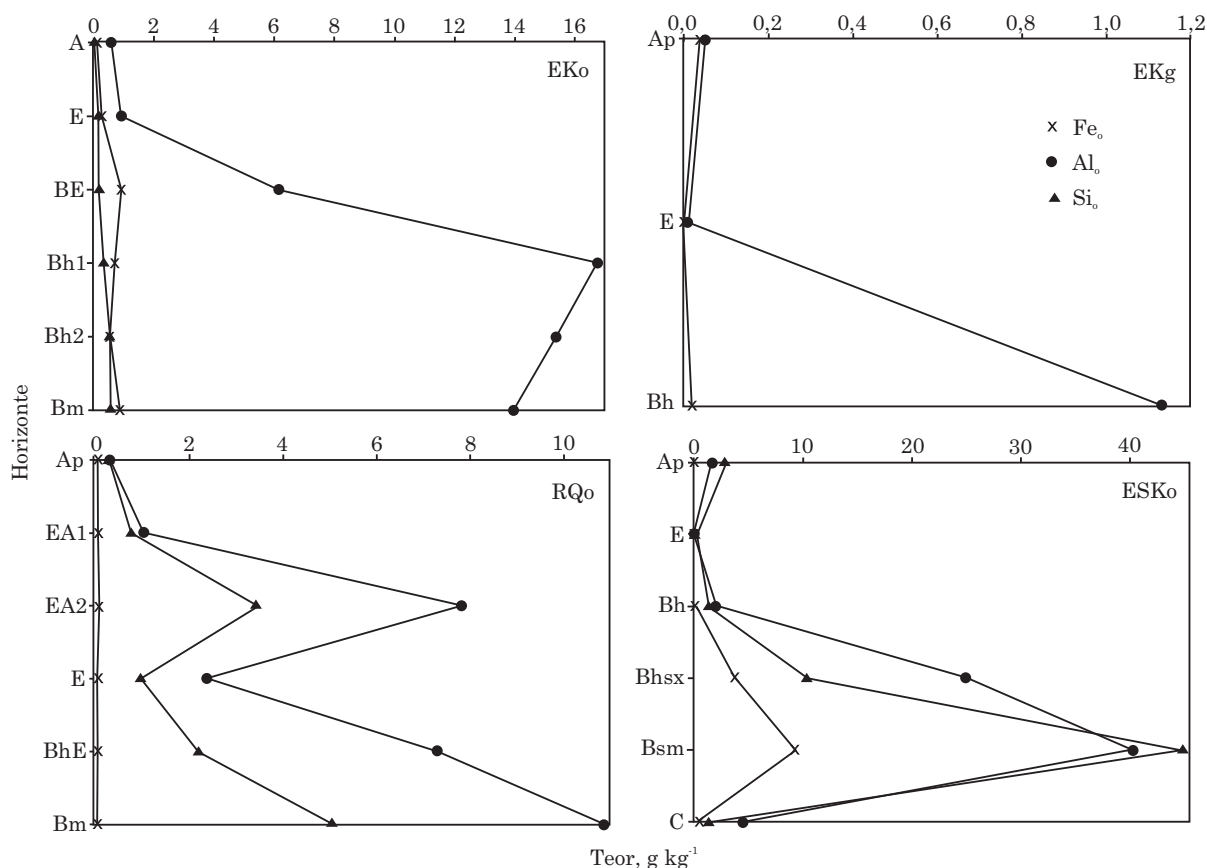 0 2 4 6 8 10 12 14 16
A
EKo
E
BE
Bh1
Bh2
Bm
0,0 0,2 0,4 0,6 0,8 1,0 1,2
Ap
EKg
Feₒ
Alₒ
Siₒ
E
Bh
Horizonte
0 2 4 6 8 10
Ap
RQo
EA1
EA2
E
BhE
Bm
0 10 20 30 40
Ap
ESKo
E
Bh
Bhsx
Bsm
C
Teor, g kg⁻¹